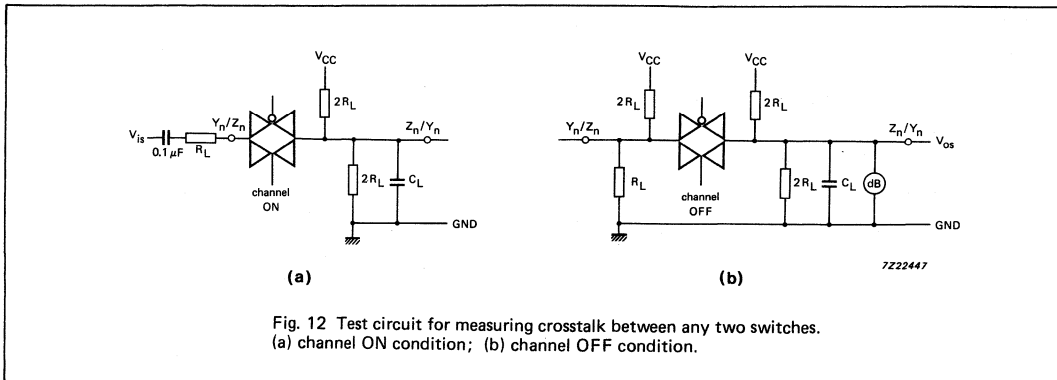 V_CC
2R_L
Y_n/Z_n
V_is
0.1 μF
R_L
channel
ON
2R_L
C_L
Z_n/Y_n
GND
(a)
V_CC
2R_L
Y_n/Z_n
R_L
channel
OFF
V_CC
2R_L
2R_L
C_L
dB
Z_n/Y_n
V_os
GND
(b)
7Z22447
Fig. 12 Test circuit for measuring crosstalk between any two switches.
(a) channel ON condition; (b) channel OFF condition.